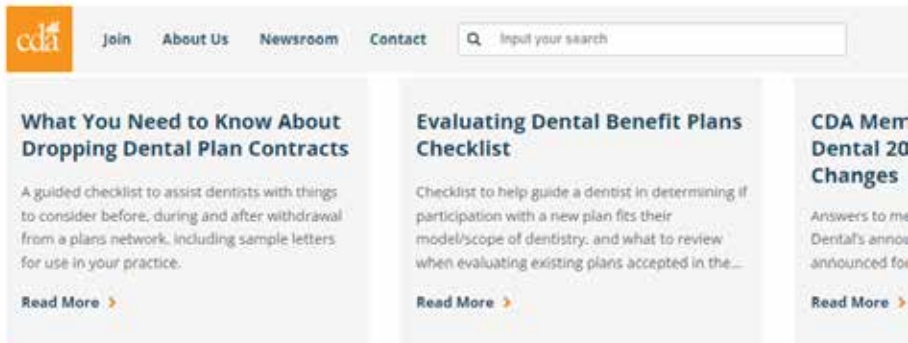 cda
Join About Us Newsroom Contact Input your search
What You Need to Know About
Dropping Dental Plan Contracts
A guided checklist to assist dentists with things
to consider before, during and after withdrawal
from a plans network, including sample letters
for use in your practice.
Read More
Evaluating Dental Benefit Plans
Checklist
Checklist to help guide a dentist in determining if
participation with a new plan fits their
model/scope of dentistry, and what to review
when evaluating existing plans accepted in the...
Read More
CDA Mem
Dental 20
Changes
Answers to me
Dental's annou
announced for
Read More